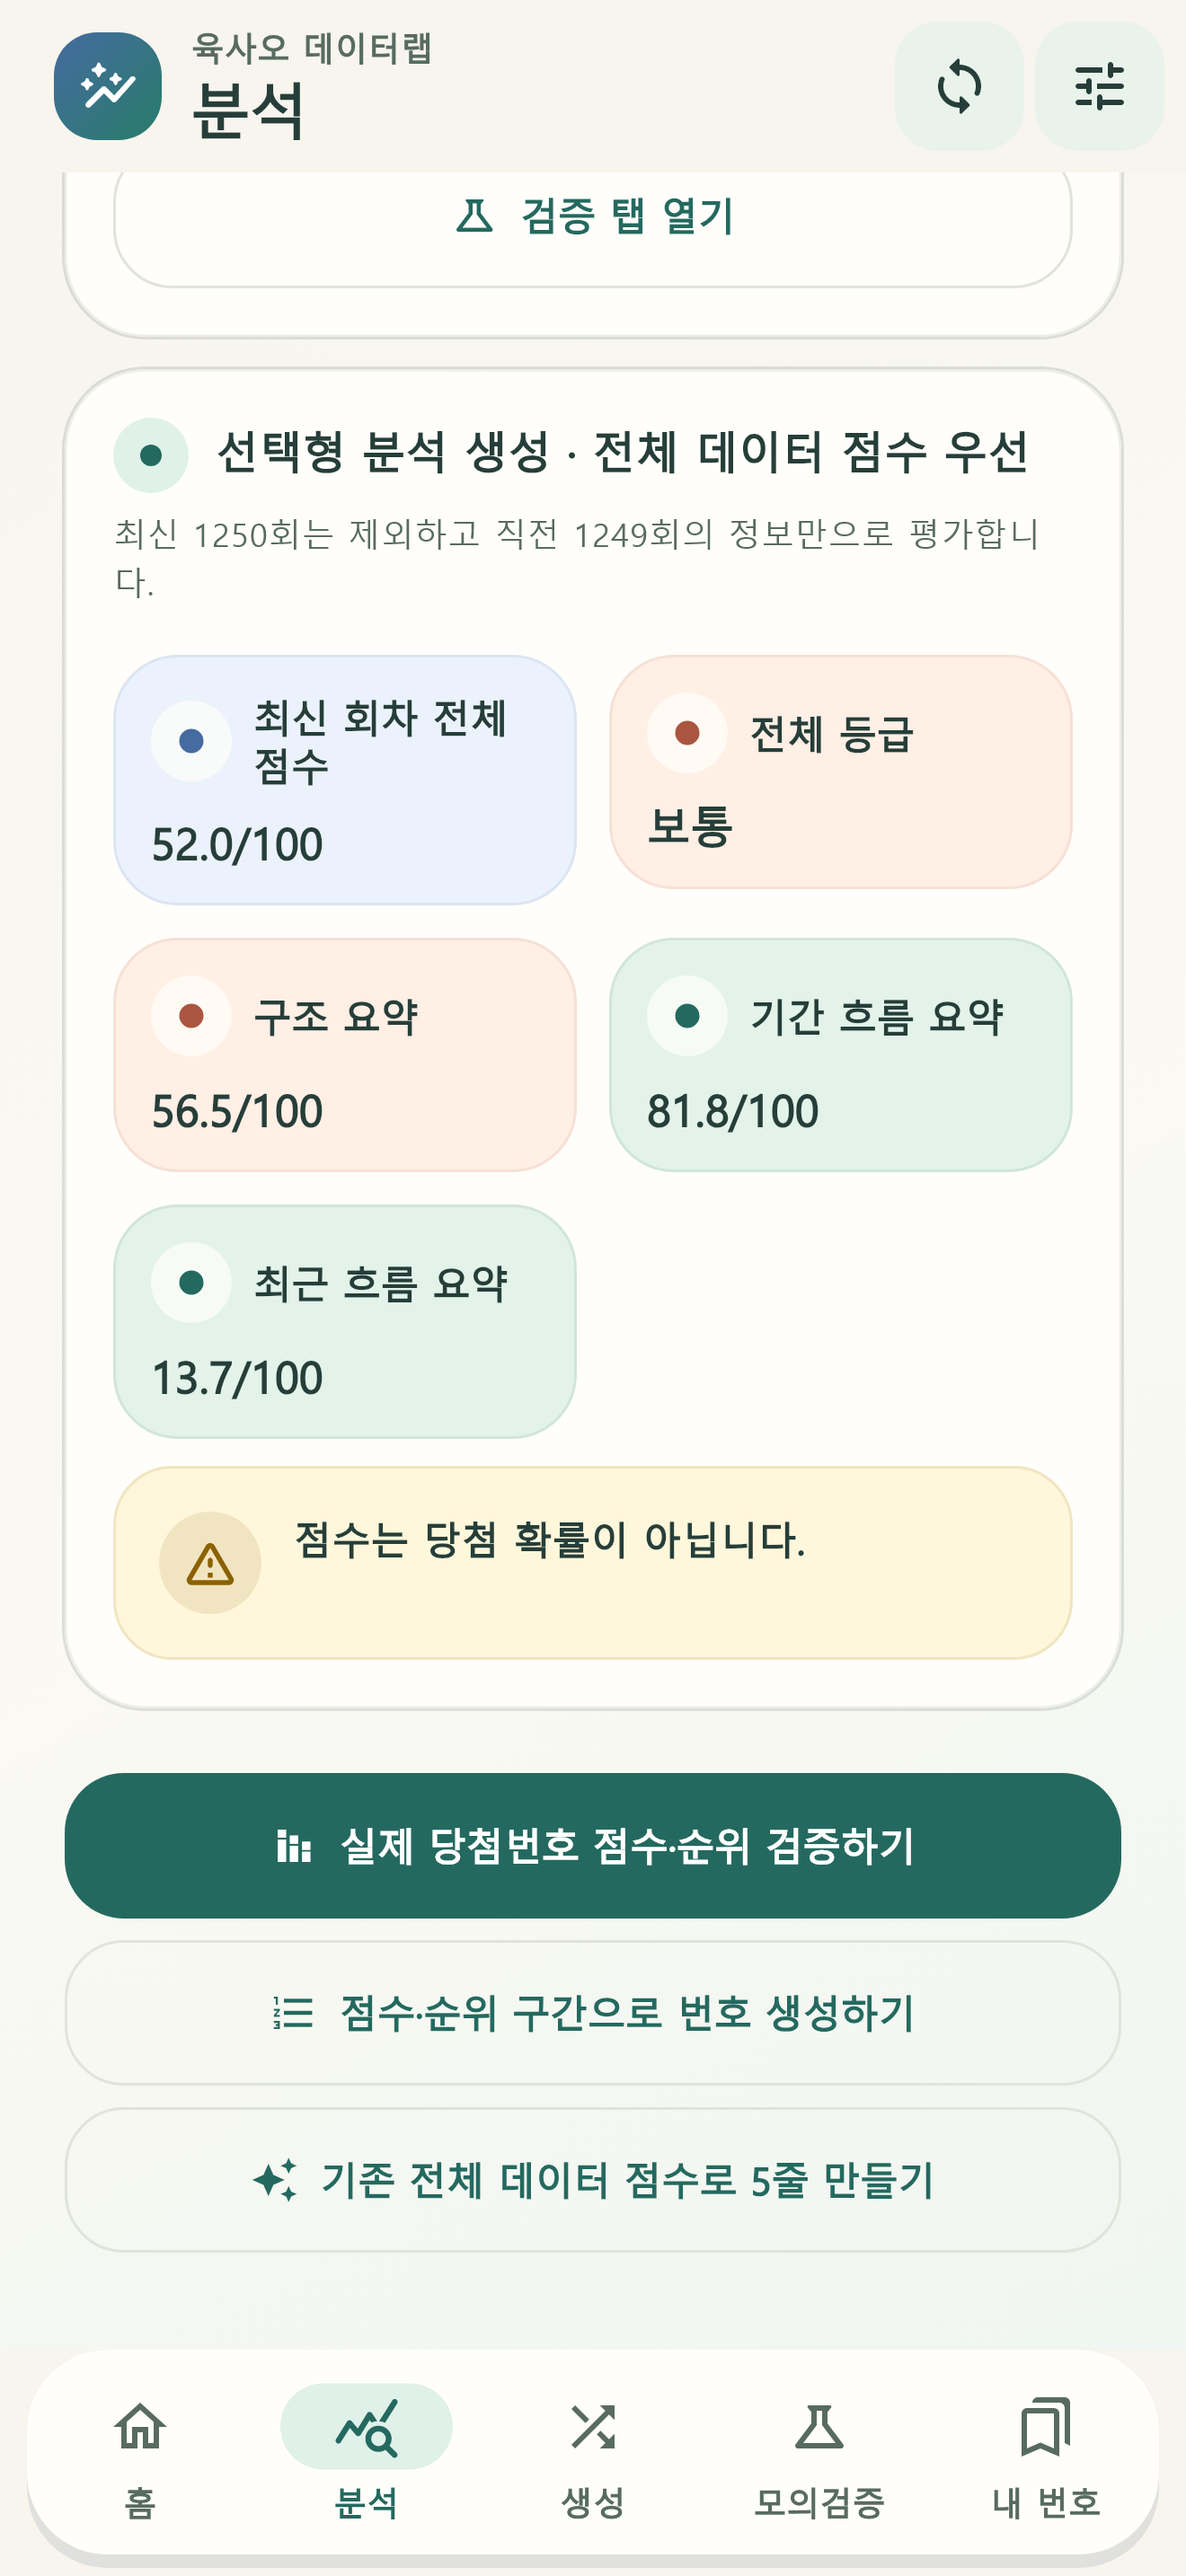 육사오 데이터랩
분석
검증 탭 열기
선택형 분석 생성 · 전체 데이터 점수 우선
최신 1250회는 제외하고 직전 1249회의 정보만으로 평가합니
다.
최신 회차 전체
점수
52.0/100
전체 등급
보통
구조 요약
56.5/100
기간 흐름 요약
81.8/100
최근 흐름 요약
13.7/100
점수는 당첨 확률이 아닙니다.
실제 당첨번호 점수·순위 검증하기
점수·순위 구간으로 번호 생성하기
기존 전체 데이터 점수로 5줄 만들기
홈
분석
생성
모의검증
내 번호